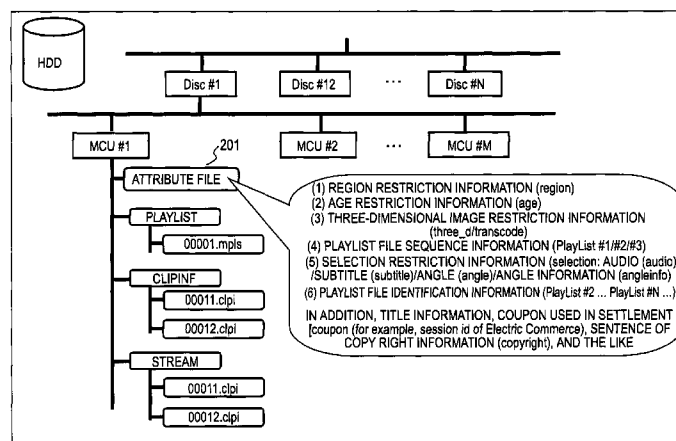 HDD
Disc #1
Disc #12
...
Disc #N
MCU #1
MCU #2
...
MCU #M
201
ATTRIBUTE FILE
PLAYLIST
00001.mpls
CLIPINF
00011.clpi
00012.clpi
STREAM
00011.clpi
00012.clpi
(1) REGION RESTRICTION INFORMATION (region)
(2) AGE RESTRICTION INFORMATION (age)
(3) THREE-DIMENSIONAL IMAGE RESTRICTION INFORMATION
(three_d/transcode)
(4) PLAYLIST FILE SEQUENCE INFORMATION (PlayList #1/#2/#3)
(5) SELECTION RESTRICTION INFORMATION (selection: AUDIO (audio)
/SUBTITLE (subtitle)/ANGLE (angle)/ANGLE INFORMATION (angleinfo)
(6) PLAYLIST FILE IDENTIFICATION INFORMATION (PlayList #2 ... PlayList #N ...)
IN ADDITION, TITLE INFORMATION, COUPON USED IN SETTLEMENT
[coupon (for example, session id of Electric Commerce), SENTENCE OF
COPY RIGHT INFORMATION (copyright), AND THE LIKE